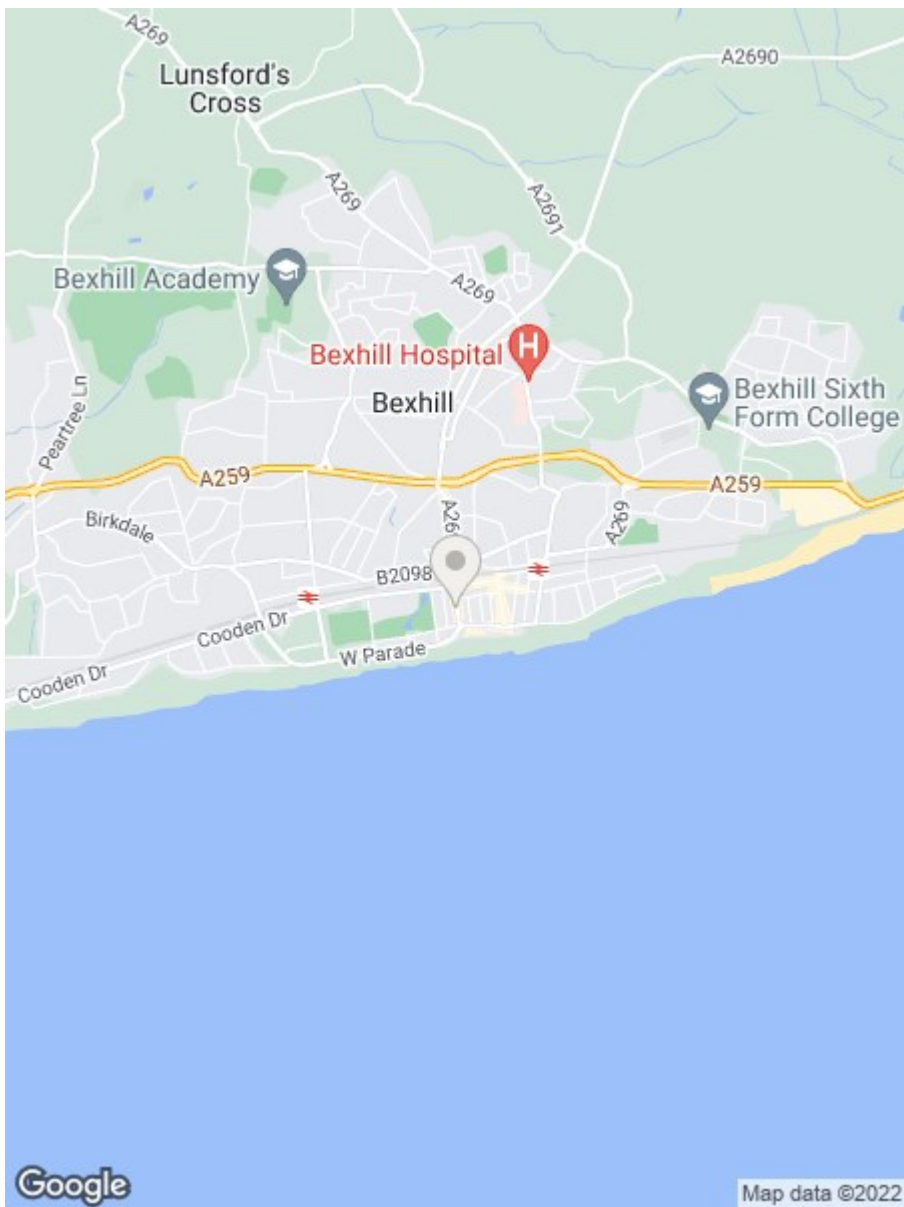 A269
A2690
Lunsford's
Cross
A269
A2691
Bexhill Academy
A269
Bexhill Hospital
H
Bexhill
Bexhill Sixth
Form College
Peartree Ln
A259
A259
Birkdale
A26
A269
B2098
Cooden Dr
W Parade
Cooden Dr
Google
Map data ©2022